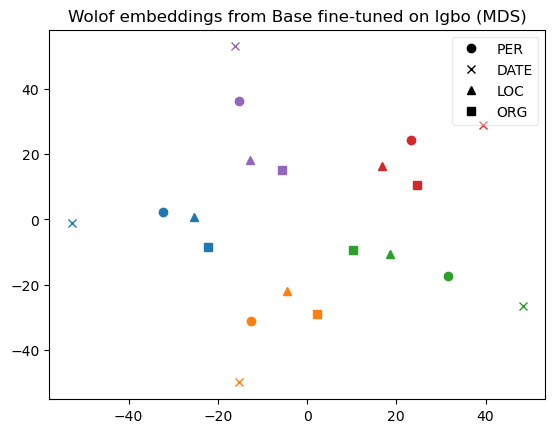 Wolof embeddings from Base fine-tuned on Igbo (MDS)
PER
DATE
LOC
ORG
40
20
0
−20
−40
−40 −20 0 20 40